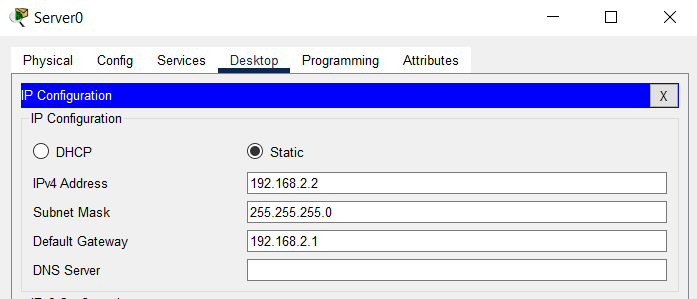 Server0
Physical Config Services Desktop Programming Attributes
IP Configuration
X
IP Configuration
DHCP Static
IPv4 Address 192.168.2.2
Subnet Mask 255.255.255.0
Default Gateway 192.168.2.1
DNS Server